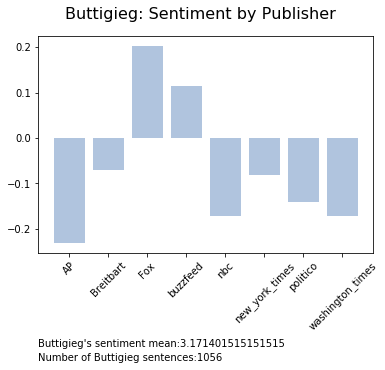 Buttigieg: Sentiment by Publisher
0.2
0.1
0.0
−0.1
−0.2
AP
Breitbart
Fox
buzzfeed
nbc
new_york_times
politico
washington_times
Buttigieg's sentiment mean:3.171401515151515
Number of Buttigieg sentences:1056